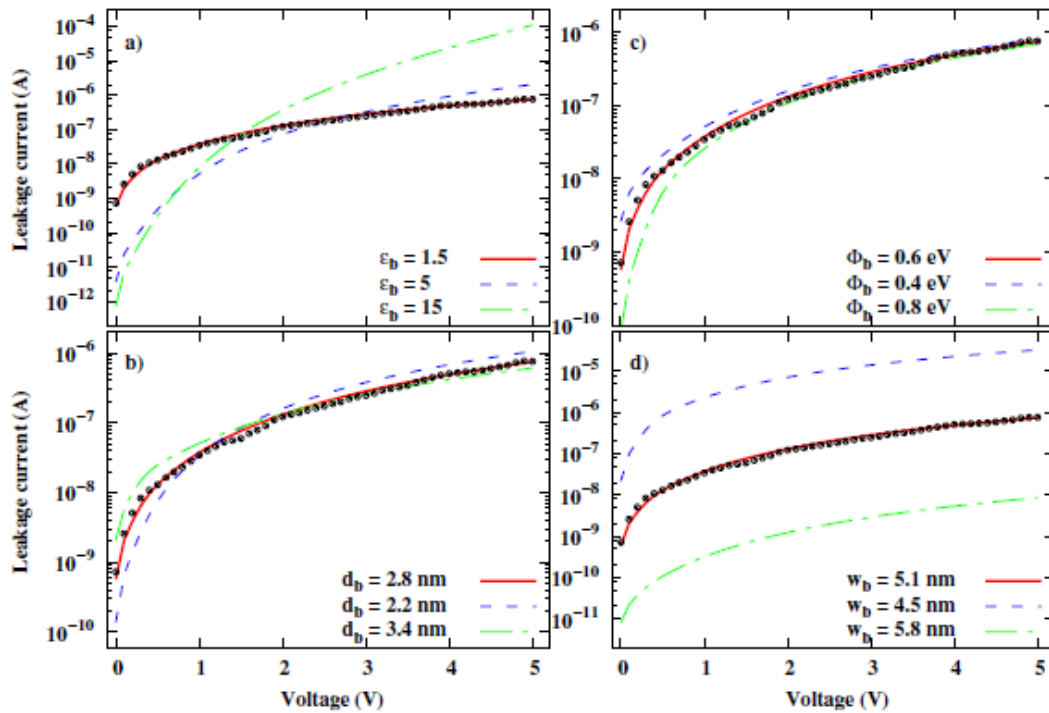 a)
Leakage current (A)
10⁻⁴
10⁻⁵
10⁻⁶
10⁻⁷
10⁻⁸
10⁻⁹
10⁻¹⁰
10⁻¹¹
10⁻¹²
ε_b = 1.5
ε_b = 5
ε_b = 15
c)
10⁻⁶
10⁻⁷
10⁻⁸
10⁻⁹
10⁻¹⁰
Φ_b = 0.6 eV
Φ_b = 0.4 eV
Φ_b = 0.8 eV
b)
Leakage current (A)
10⁻⁶
10⁻⁷
10⁻⁸
10⁻⁹
10⁻¹⁰
d_b = 2.8 nm
d_b = 2.2 nm
d_b = 3.4 nm
0 1 2 3 4 5
Voltage (V)
d)
10⁻⁵
10⁻⁶
10⁻⁷
10⁻⁸
10⁻⁹
10⁻¹⁰
10⁻¹¹
w_b = 5.1 nm
w_b = 4.5 nm
w_b = 5.8 nm
0 1 2 3 4 5
Voltage (V)